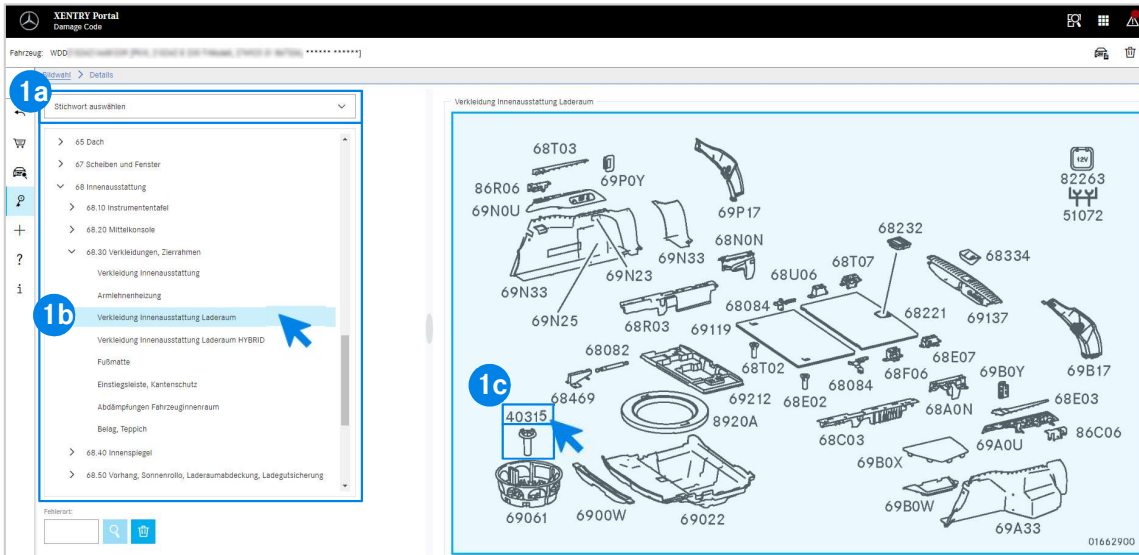 XENTRY Portal
Damage Code
Fahrzeug: WDD
****** ******]
Bildwahl > Details
1a
Stichwort auswählen
65 Dach
67 Scheiben und Fenster
68 Innenausstattung
68.10 Instrumententafel
68.20 Mittelkonsole
68.30 Verkleidungen, Zierrahmen
Verkleidung Innenausstattung
Armlehnenheizung
1b
Verkleidung Innenausstattung Laderaum
Verkleidung Innenausstattung Laderaum HYBRID
Fußmatte
Einstiegsleiste, Kantenschutz
Abdämpfungen Fahrzeuginnenraum
Belag, Teppich
68.40 Innenspiegel
68.50 Vorhang, Sonnenrollo, Laderaumabdeckung, Ladegutsicherung
Fehlerort:
Verkleidung Innenausstattung Laderaum
68T03
69P0Y
86R06
69N0U
69P17
12V
82263
51072
68232
68N0N
69N33
69N23
68T07
68U06
68334
69N33
68084
69N25
68R03
69119
68221
69137
68082
68T02
68084
68F06
68E07
69B0Y
69B17
1c
68469
69212
68E02
68A0N
68E03
40315
8920A
68C03
69A0U
86C06
69B0X
69061
6900W
69022
69B0W
69A33
01662900